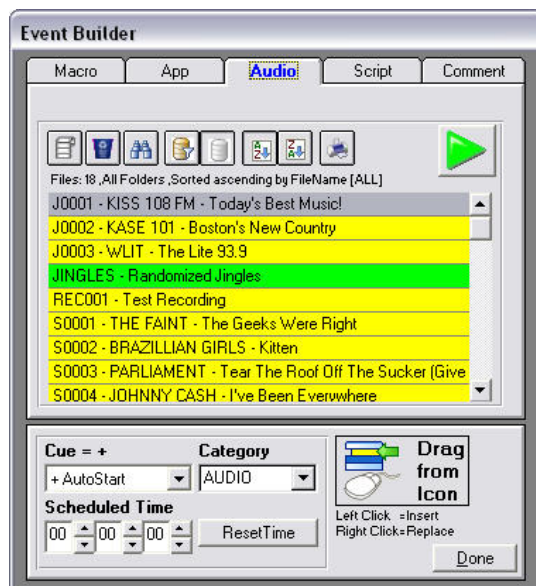 Event Builder
Macro App Audio Script Comment
Files: 18 ,All Folders ,Sorted ascending by FileName [ALL]
J0001 - KISS 108 FM - Today's Best Music!
J0002 - KASE 101 - Boston's New Country
J0003 - WLIT - The Lite 93.9
JINGLES - Randomized Jingles
REC001 - Test Recording
S0001 - THE FAINT - The Geeks Were Right
S0002 - BRAZILLIAN GIRLS - Kitten
S0003 - PARLIAMENT - Tear The Roof Off The Sucker (Give
S0004 - JOHNNY CASH - I've Been Everywhere
Cue = + Category
+ AutoStart AUDIO
Scheduled Time
00 00 00 ResetTime
Drag
from
Icon
Left Click =Insert
Right Click=Replace
Done